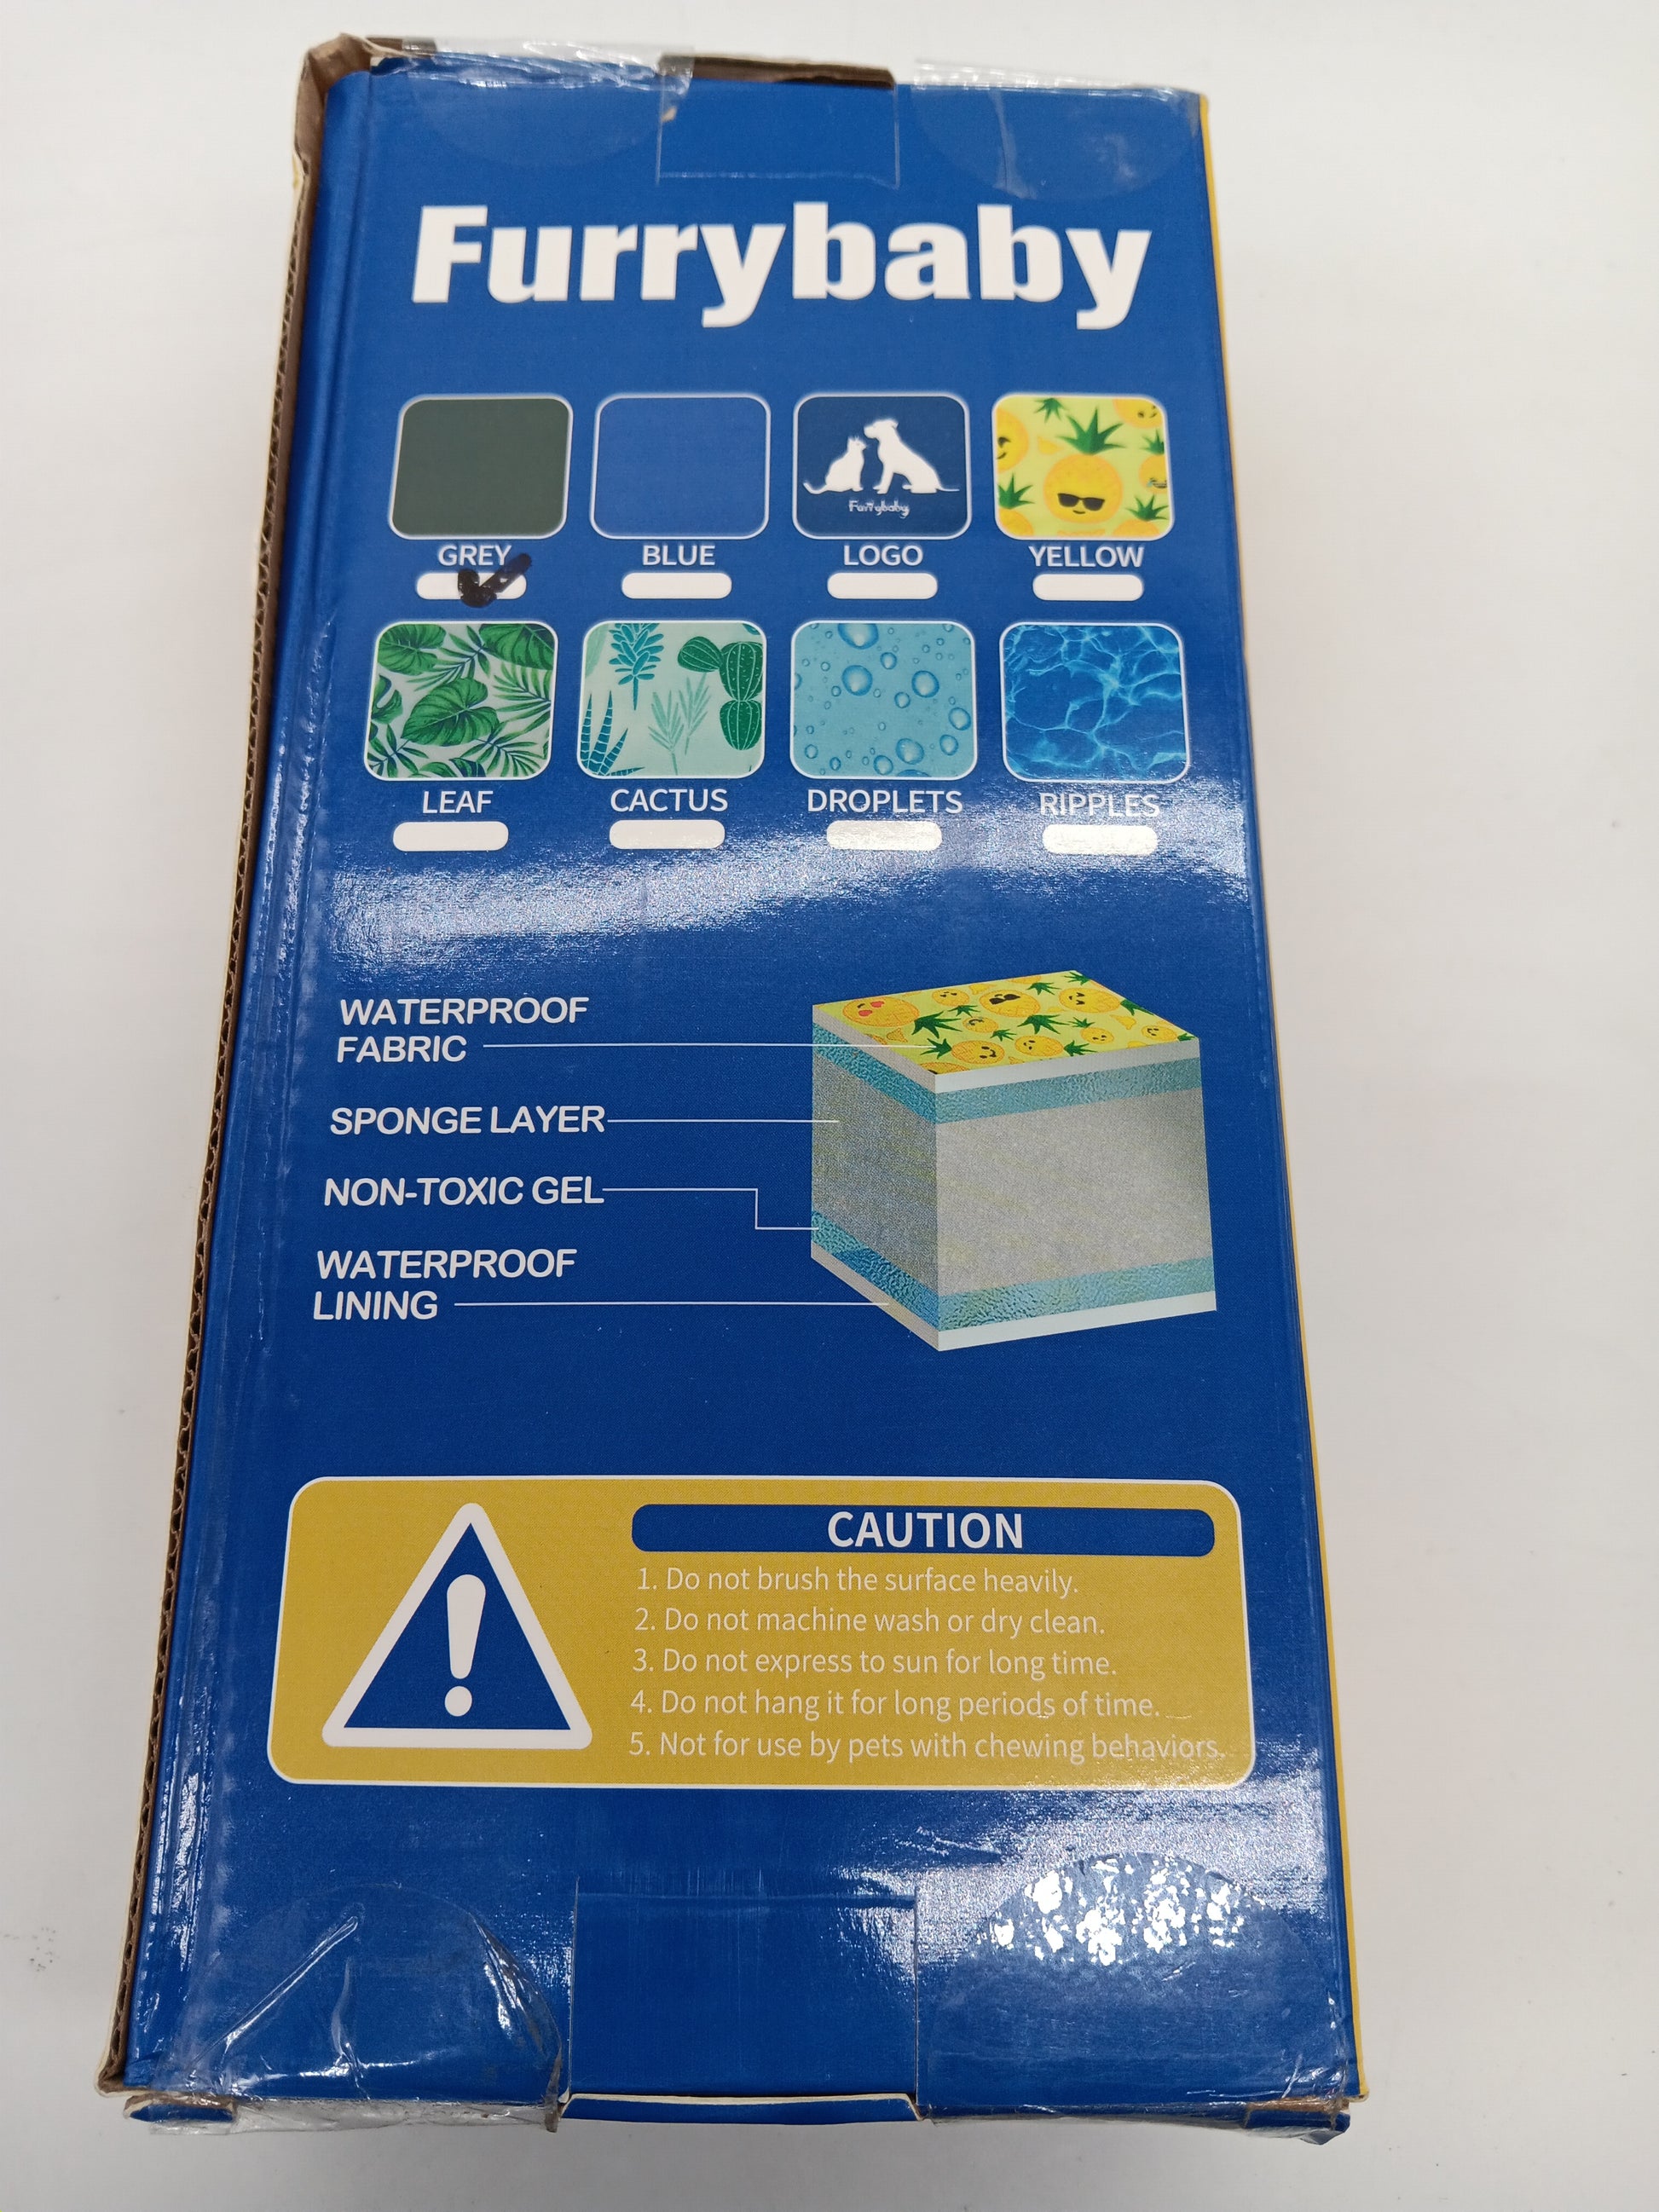 Furrybaby
Furrybaby
GREY BLUE LOGO YELLOW
LEAF CACTUS DROPLETS RIPPLES
WATERPROOF
FABRIC
SPONGE LAYER
NON-TOXIC GEL
WATERPROOF
LINING
CAUTION
1. Do not brush the surface heavily.
2. Do not machine wash or dry clean.
3. Do not express to sun for long time.
4. Do not hang it for long periods of time.
5. Not for use by pets with chewing behaviors.